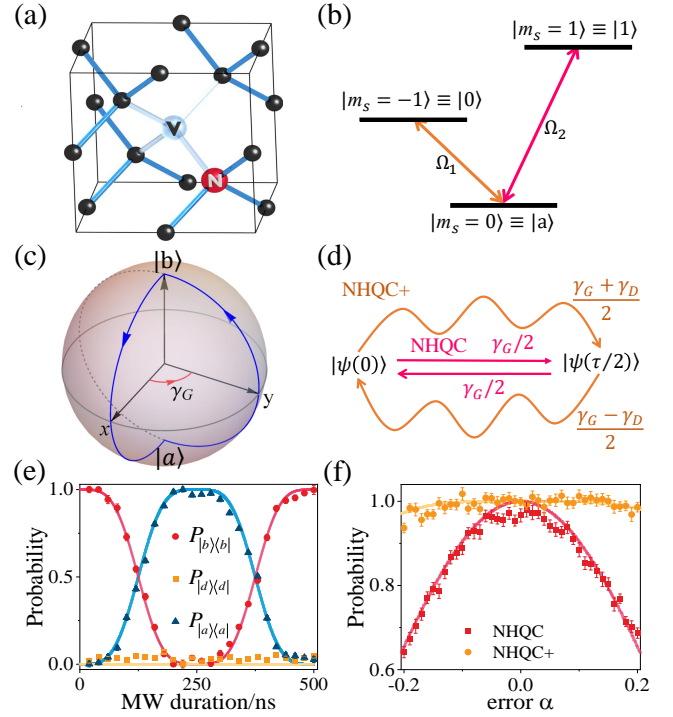 (a)
V
N
(b)
|m_s = 1⟩ ≡ |1⟩
|m_s = −1⟩ ≡ |0⟩
Ω₂
Ω₁
|m_s = 0⟩ ≡ |a⟩
(c)
|b⟩
γ_G
x
y
|a⟩
(d)
NHQC+
(γ_G + γ_D)/2
NHQC γ_G/2
|ψ(0)⟩
|ψ(τ/2)⟩
γ_G/2
(γ_G − γ_D)/2
(e)
Probability
1.0
0.5
0.0
P_|b⟩⟨b|
P_|d⟩⟨d|
P_|a⟩⟨a|
0 250 500
MW duration/ns
(f)
Probability
1.0
0.8
0.6
NHQC
NHQC+
-0.2 0.0 0.2
error α